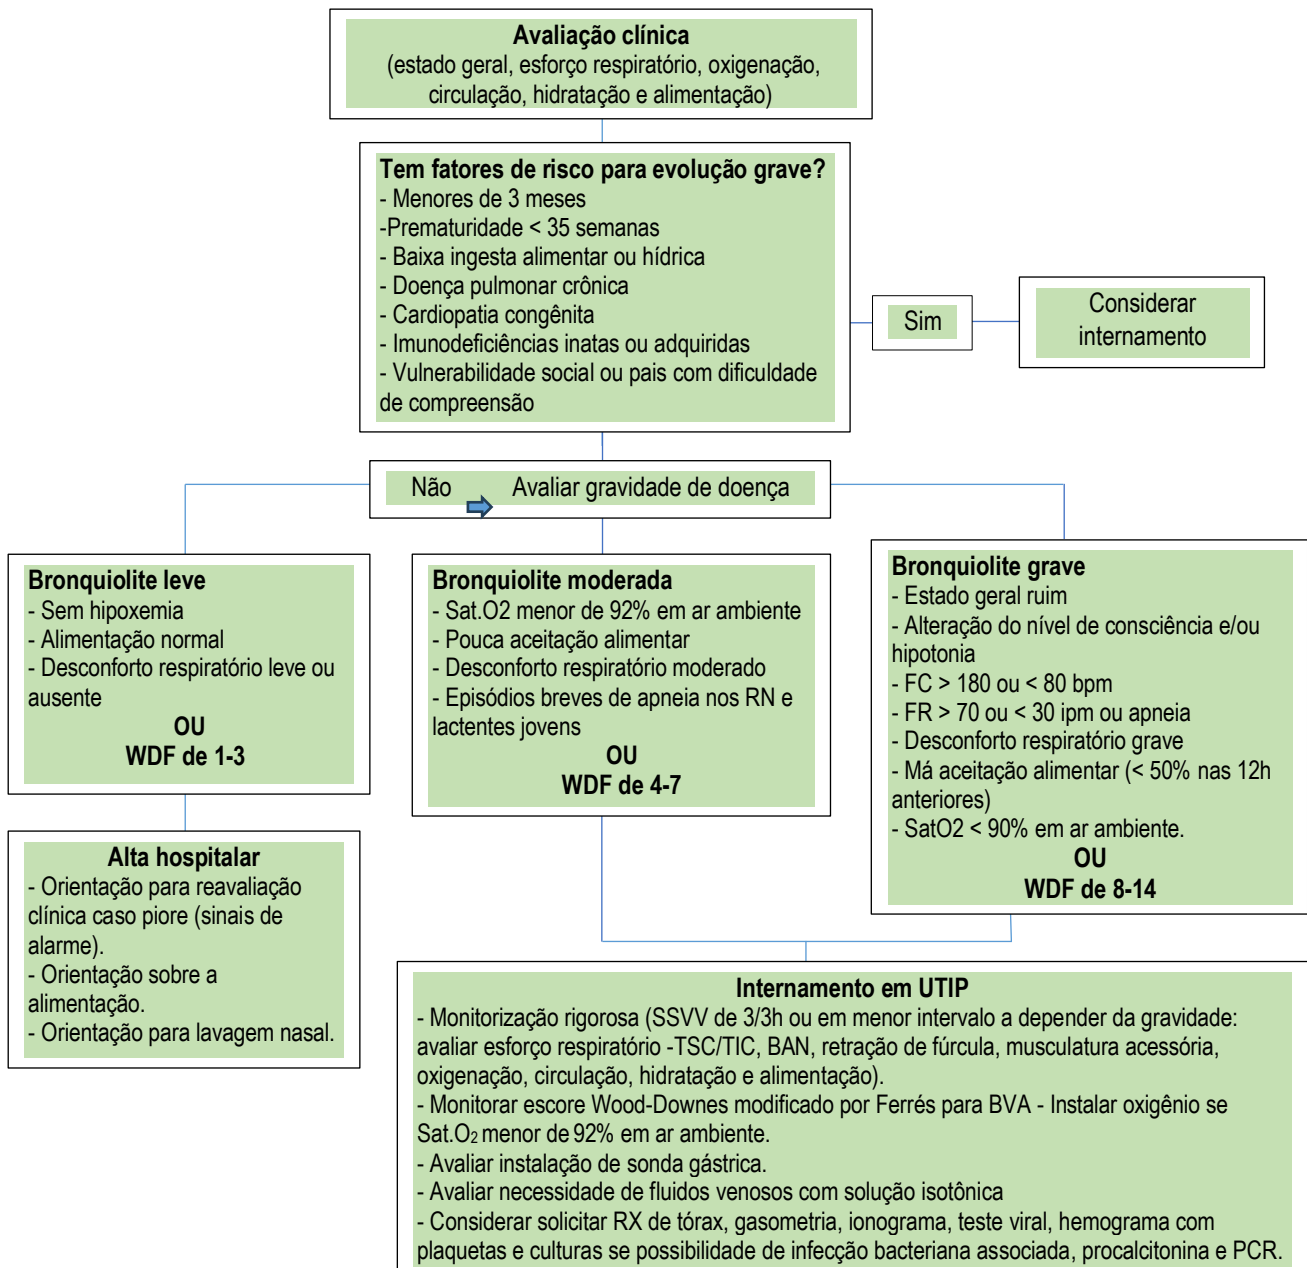 Avaliação clínica
(estado geral, esforço respiratório, oxigenação,
circulação, hidratação e alimentação)
Tem fatores de risco para evolução grave?
- Menores de 3 meses
-Prematuridade < 35 semanas
- Baixa ingesta alimentar ou hídrica
- Doença pulmonar crônica
- Cardiopatia congênita
- Imunodeficiências inatas ou adquiridas
- Vulnerabilidade social ou pais com dificuldade
de compreensão
Sim
Considerar
internamento
Não Avaliar gravidade de doença
Bronquiolite leve
- Sem hipoxemia
- Alimentação normal
- Desconforto respiratório leve ou
ausente
OU
WDF de 1-3
Bronquiolite moderada
- Sat.O2 menor de 92% em ar ambiente
- Pouca aceitação alimentar
- Desconforto respiratório moderado
- Episódios breves de apneia nos RN e
lactentes jovens
OU
WDF de 4-7
Bronquiolite grave
- Estado geral ruim
- Alteração do nível de consciência e/ou
hipotonia
- FC > 180 ou < 80 bpm
- FR > 70 ou < 30 ipm ou apneia
- Desconforto respiratório grave
- Má aceitação alimentar (< 50% nas 12h
anteriores)
- SatO2 < 90% em ar ambiente.
OU
WDF de 8-14
Alta hospitalar
- Orientação para reavaliação
clínica caso piore (sinais de
alarme).
- Orientação sobre a
alimentação.
- Orientação para lavagem nasal.
Internamento em UTIP
- Monitorização rigorosa (SSVV de 3/3h ou em menor intervalo a depender da gravidade:
avaliar esforço respiratório -TSC/TIC, BAN, retração de fúrcula, musculatura acessória,
oxigenação, circulação, hidratação e alimentação).
- Monitorar escore Wood-Downes modificado por Ferrés para BVA - Instalar oxigênio se
Sat.O₂ menor de 92% em ar ambiente.
- Avaliar instalação de sonda gástrica.
- Avaliar necessidade de fluidos venosos com solução isotônica
- Considerar solicitar RX de tórax, gasometria, ionograma, teste viral, hemograma com
plaquetas e culturas se possibilidade de infecção bacteriana associada, procalcitonina e PCR.